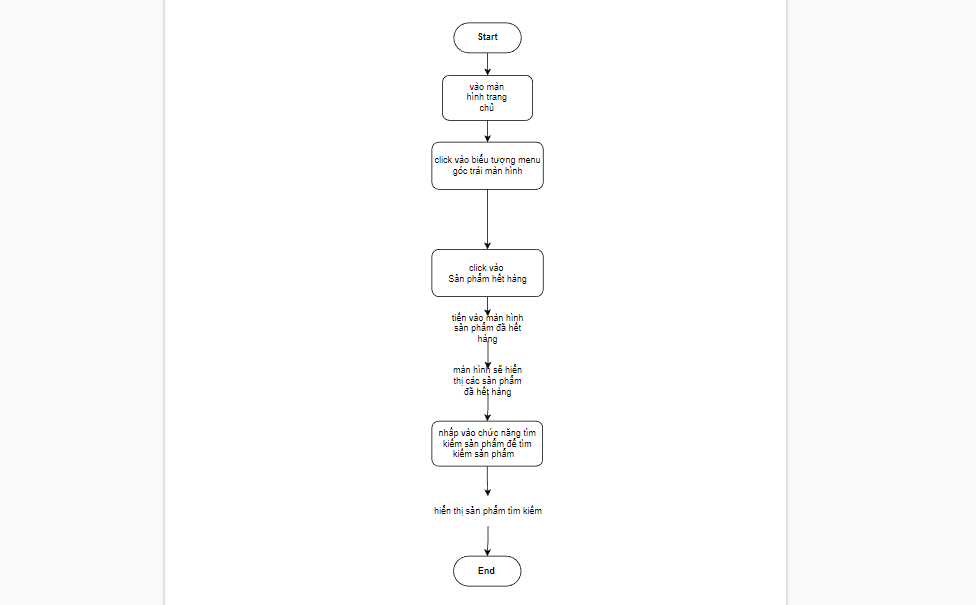 Start
vào màn
hình trang
chủ
click vào biểu tượng menu
góc trái màn hình
click vào
Sản phẩm hết hàng
tiến vào màn hình
sản phẩm đã hết
hàng
màn hình sẽ hiển
thị các sản phẩm
đã hết hàng
nhấp vào chức năng tìm
kiếm sản phẩm để tìm
kiếm sản phẩm
hiển thị sản phẩm tìm kiếm
End